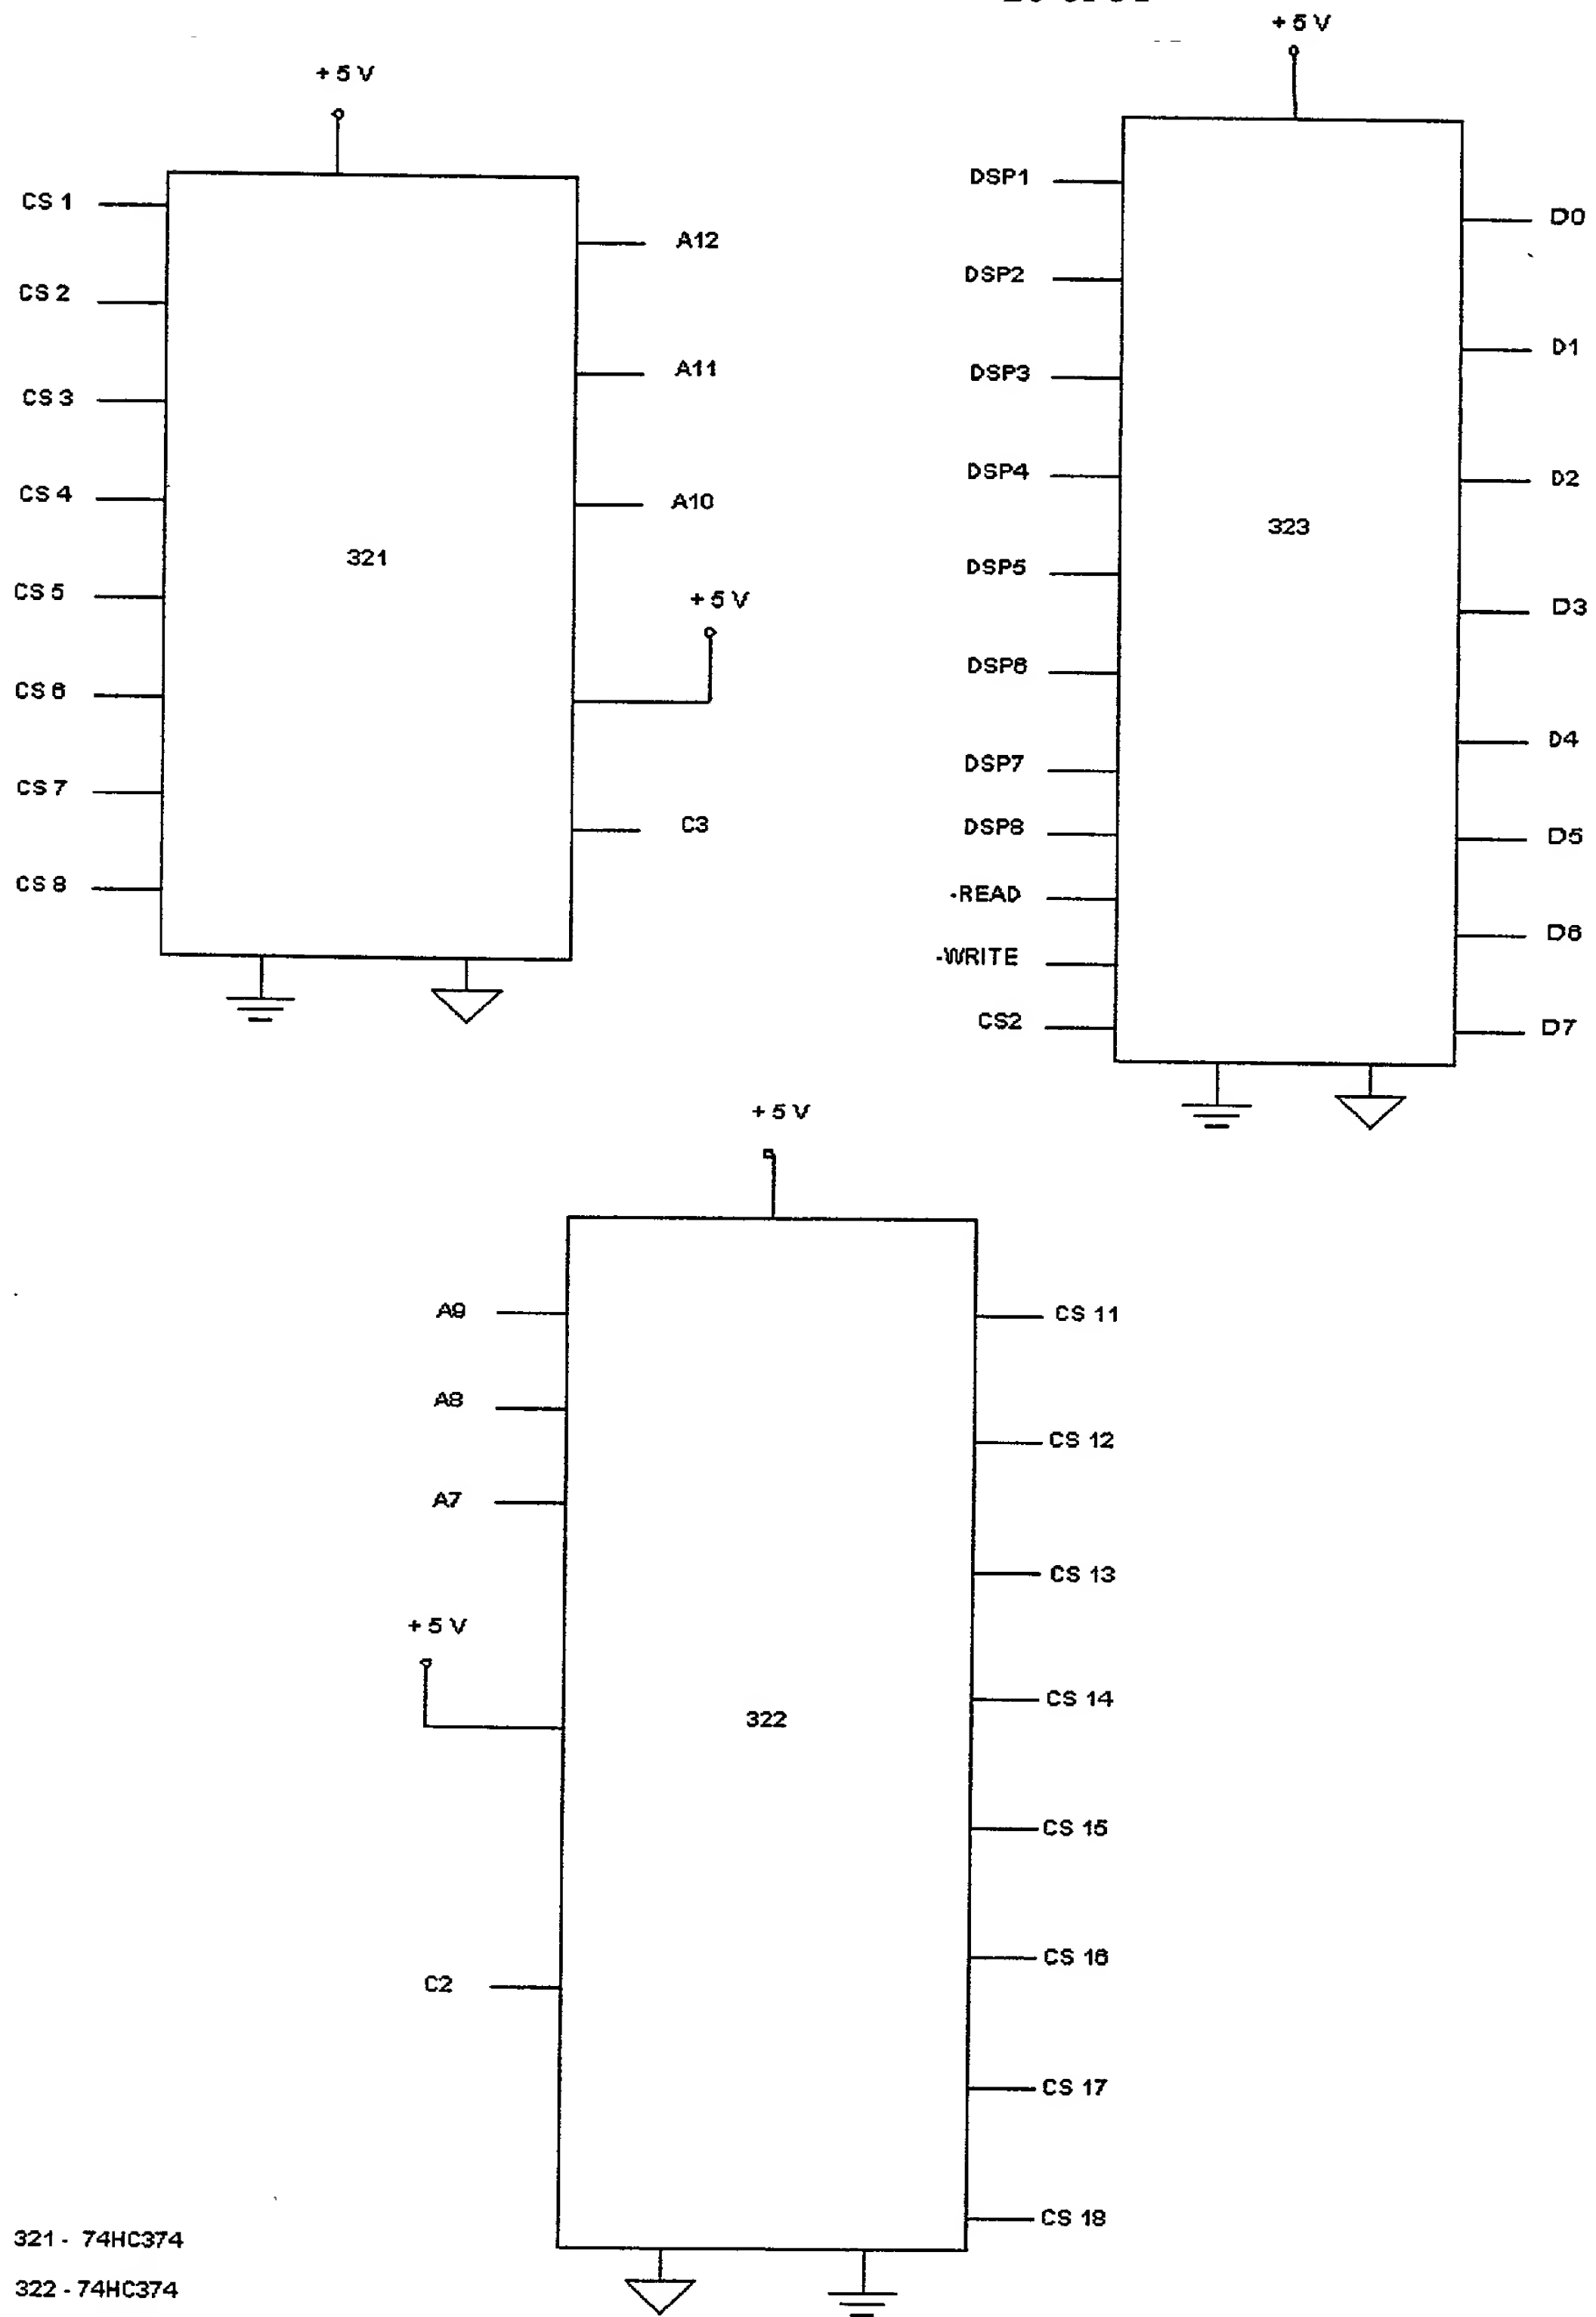 + 5 V
CS 1
CS 2
CS 3
CS 4
CS 5
CS 6
CS 7
CS 8
321
A12
A11
A10
+ 5 V
C3
+ 5 V
DSP1
DSP2
DSP3
DSP4
DSP5
DSP6
DSP7
DSP8
-READ
-WRITE
CS2
323
D0
D1
D2
D3
D4
D5
D6
D7
+ 5 V
A9
A8
A7
+ 5 V
C2
322
CS 11
CS 12
CS 13
CS 14
CS 15
CS 16
CS 17
CS 18
321 - 74HC374
322 - 74HC374